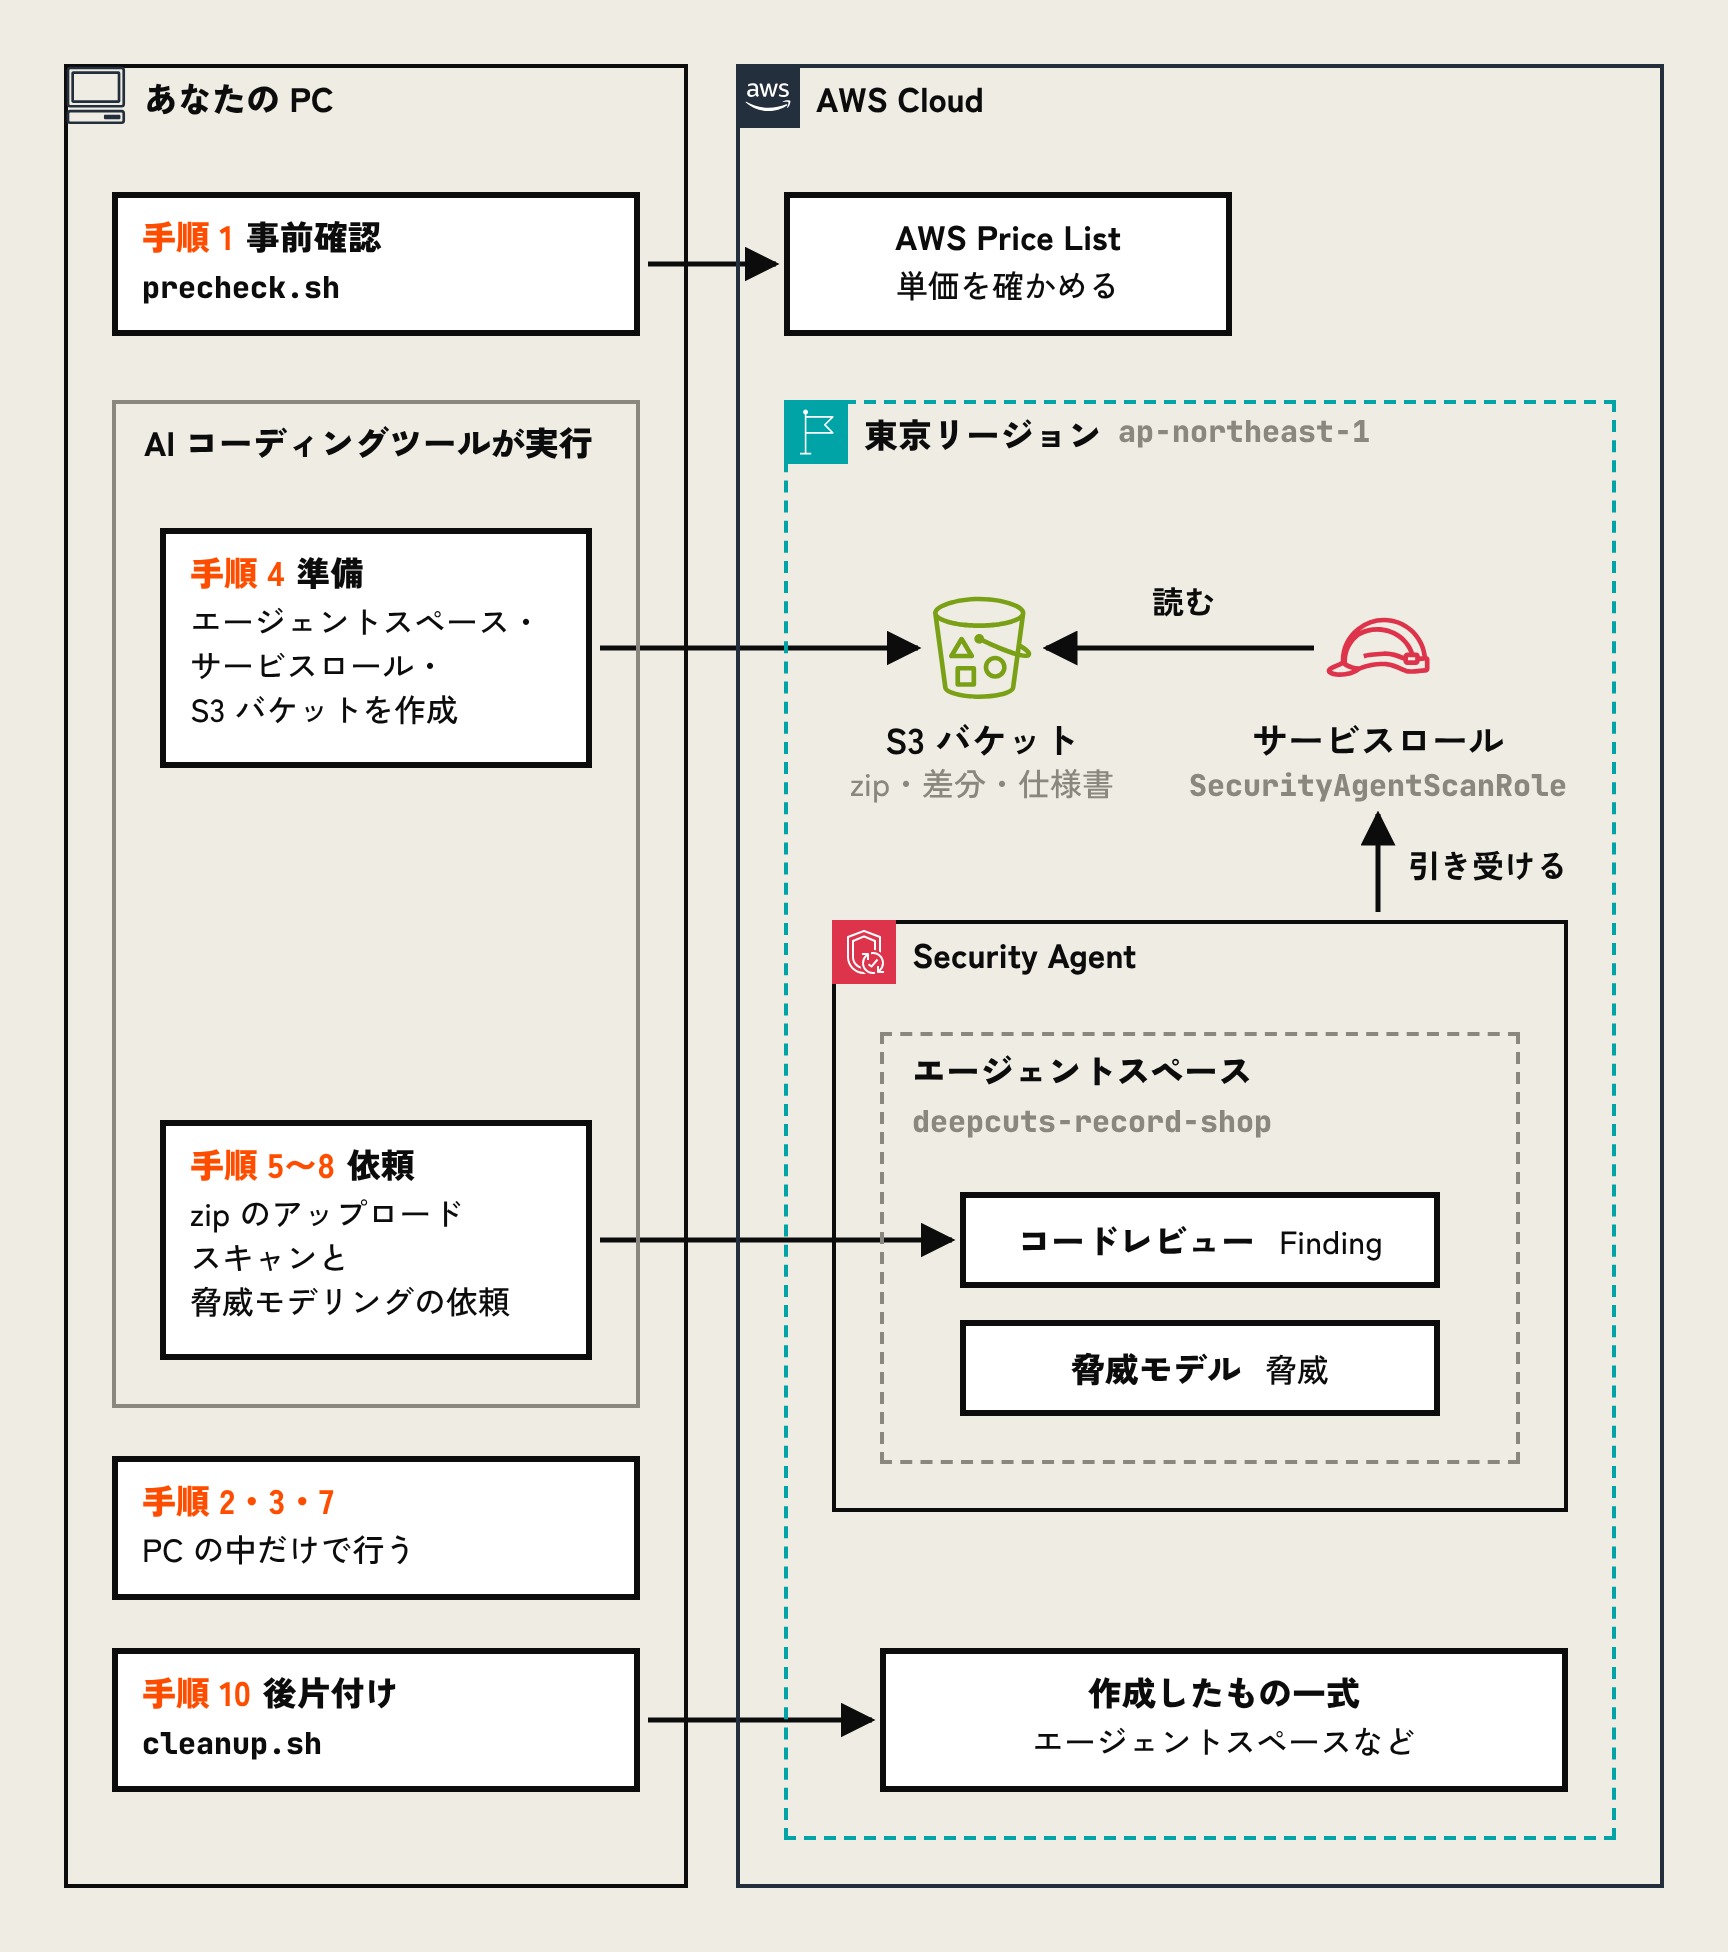 あなたの PC
手順 1 事前確認
precheck.sh
AI コーディングツールが実行
手順 4 準備
エージェントスペース・
サービスロール・
S3 バケットを作成
手順 5〜8 依頼
zip のアップロード
スキャンと
脅威モデリングの依頼
手順 2・3・7
PC の中だけで行う
手順 10 後片付け
cleanup.sh
aws
AWS Cloud
AWS Price List
単価を確かめる
東京リージョン ap-northeast-1
読む
S3 バケット
zip・差分・仕様書
サービスロール
SecurityAgentScanRole
引き受ける
Security Agent
エージェントスペース
deepcuts-record-shop
コードレビュー Finding
脅威モデル 脅威
作成したもの一式
エージェントスペースなど